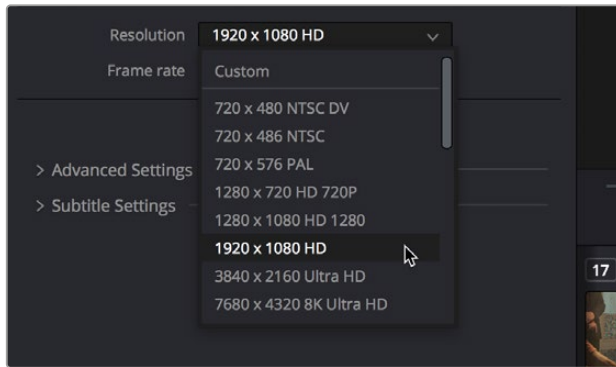 Resolution 1920 x 1080 HD
Frame rate
Custom
720 x 480 NTSC DV
720 x 486 NTSC
720 x 576 PAL
1280 x 720 HD 720P
1280 x 1080 HD 1280
1920 x 1080 HD
3840 x 2160 Ultra HD
7680 x 4320 8K Ultra HD
> Advanced Settings
> Subtitle Settings
17